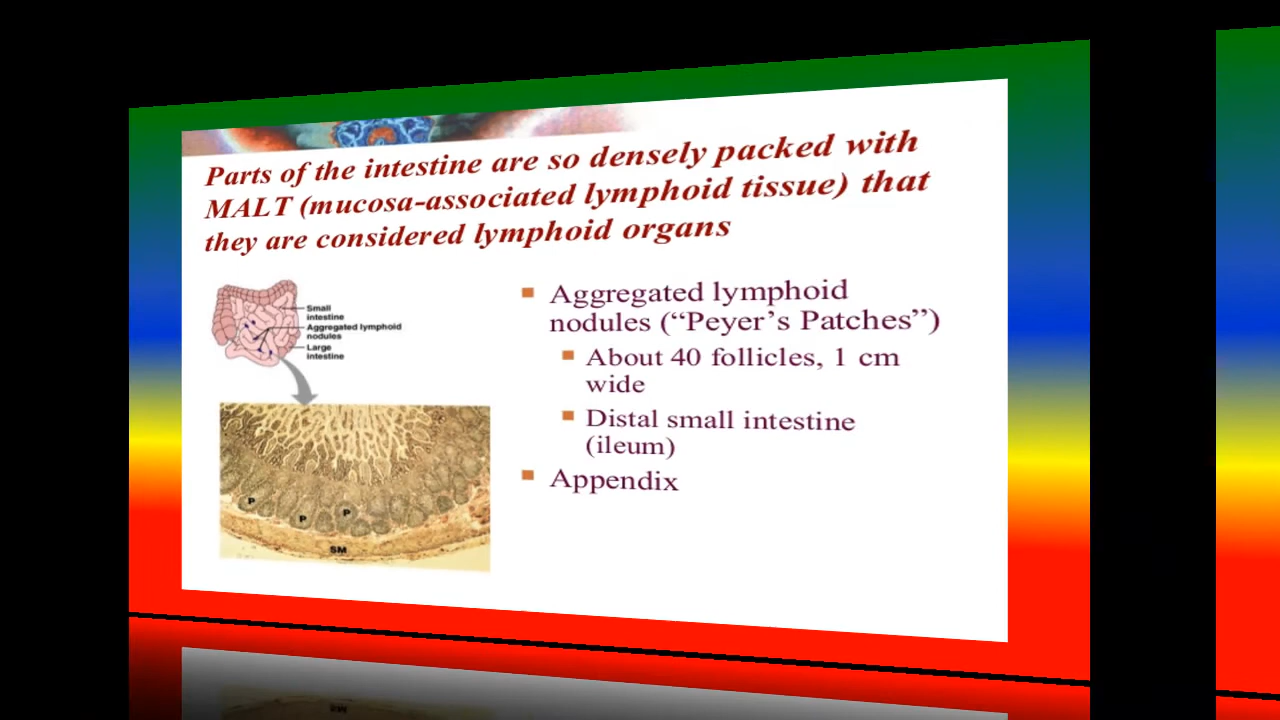 Parts of the intestine are so densely packed with
MALT (mucosa-associated lymphoid tissue) that
they are considered lymphoid organs
Small
intestine
Aggregated lymphoid
nodules
Large
intestine
P
P
P
SM
Aggregated lymphoid
nodules (“Peyer’s Patches”)
About 40 follicles, 1 cm
wide
Distal small intestine
(ileum)
Appendix